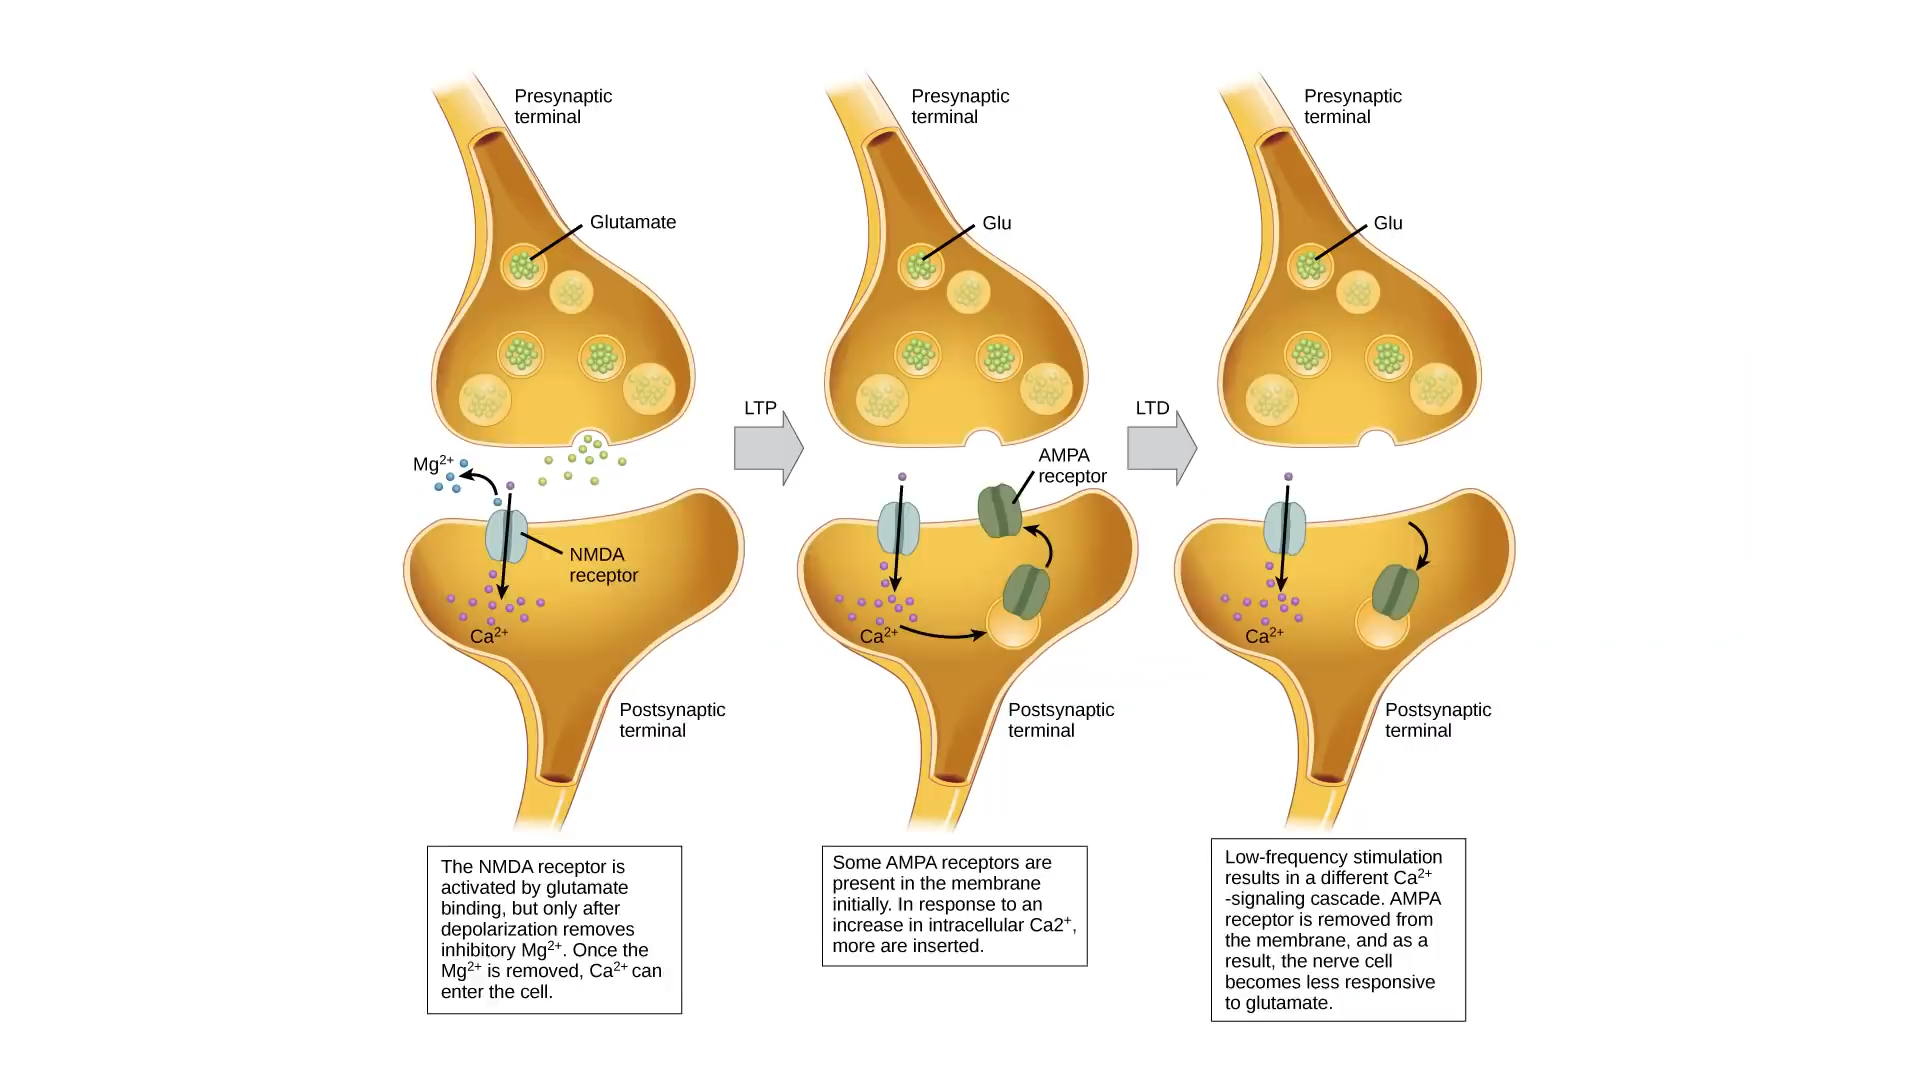 Presynaptic
terminal
Glutamate
Mg²⁺
NMDA
receptor
Ca²⁺
Postsynaptic
terminal
The NMDA receptor is
activated by glutamate
binding, but only after
depolarization removes
inhibitory Mg²⁺. Once the
Mg²⁺ is removed, Ca²⁺ can
enter the cell.
LTP
Presynaptic
terminal
Glu
AMPA
receptor
Ca²⁺
Postsynaptic
terminal
Some AMPA receptors are
present in the membrane
initially. In response to an
increase in intracellular Ca2⁺,
more are inserted.
LTD
Presynaptic
terminal
Glu
Ca²⁺
Postsynaptic
terminal
Low-frequency stimulation
results in a different Ca²⁺
-signaling cascade. AMPA
receptor is removed from
the membrane, and as a
result, the nerve cell
becomes less responsive
to glutamate.